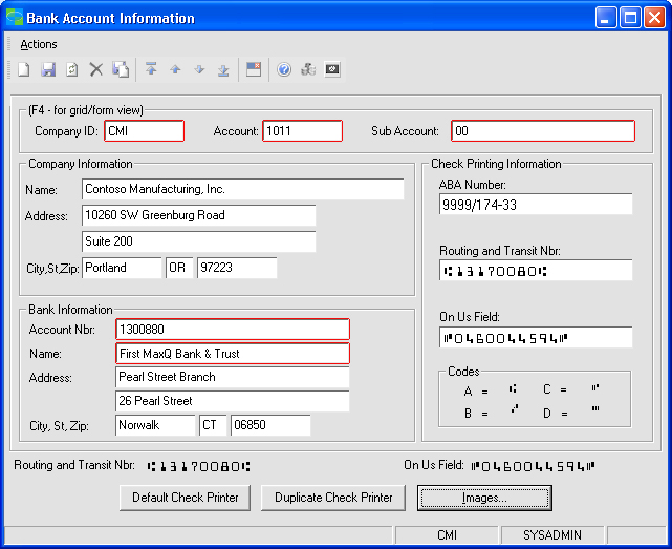 Bank Account Information
Actions
(F4 - for grid/form view)
Company ID: CMI Account: 1011 Sub Account: 00
Company Information
Name: Contoso Manufacturing, Inc.
Address: 10260 SW Greenburg Road
Suite 200
City,St,Zip: Portland OR 97223
Check Printing Information
ABA Number:
9999/174-33
Routing and Transit Nbr:
⑆13170080⑆
On Us Field:
⑈0460044594⑈
Codes
A = ⑆ C = ⑈
B = ⑇ D = ⑉
Bank Information
Account Nbr: 1300880
Name: First MaxQ Bank & Trust
Address: Pearl Street Branch
26 Pearl Street
City, St, Zip: Norwalk CT 06850
Routing and Transit Nbr: ⑆13170080⑆ On Us Field: ⑈0460044594⑈
Default Check Printer Duplicate Check Printer Images...
CMI SYSADMIN